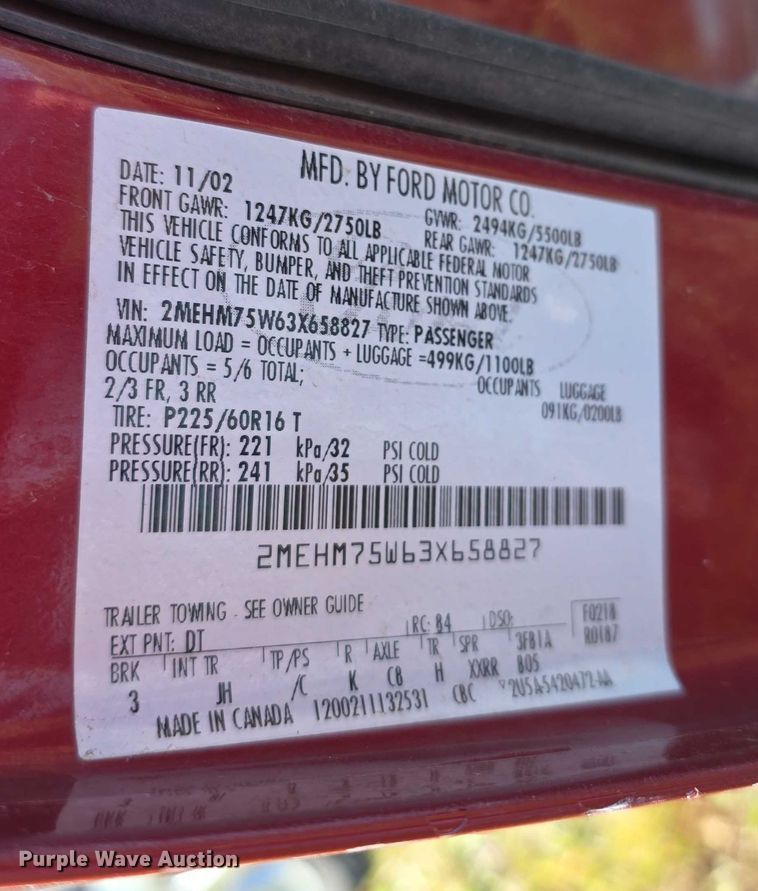 MFD. BY FORD MOTOR CO.
DATE: 11/02 GVWR: 2494KG/5500LB
FRONT GAWR: 1247KG/2750LB REAR GAWR: 1247KG/2750LB
THIS VEHICLE CONFORMS TO ALL APPLICABLE FEDERAL MOTOR
VEHICLE SAFETY, BUMPER, AND THEFT PREVENTION STANDARDS
IN EFFECT ON THE DATE OF MANUFACTURE SHOWN ABOVE.
VIN: 2MEHM75W63X658827 TYPE: PASSENGER
MAXIMUM LOAD = OCCUPANTS + LUGGAGE =499KG/1100LB
OCCUPANTS = 5/6 TOTAL; OCCUPANTS LUGGAGE
2/3 FR, 3 RR 091KG/0200LB
TIRE: P225/60R16 T
PRESSURE(FR): 221 kPa/32 PSI COLD
PRESSURE(RR): 241 kPa/35 PSI COLD
2MEHM75W63X658827
TRAILER TOWING - SEE OWNER GUIDE
EXT PNT: DT RC: 84 DSO: F0218
R0187
BRK INT TR TP/PS R AXLE TR SPR 3FB1A
3 JH /C K C8 H XXRR B05
MADE IN CANADA 1200211132531 CBC 2U5A-5420472-AA
Purple Wave Auction